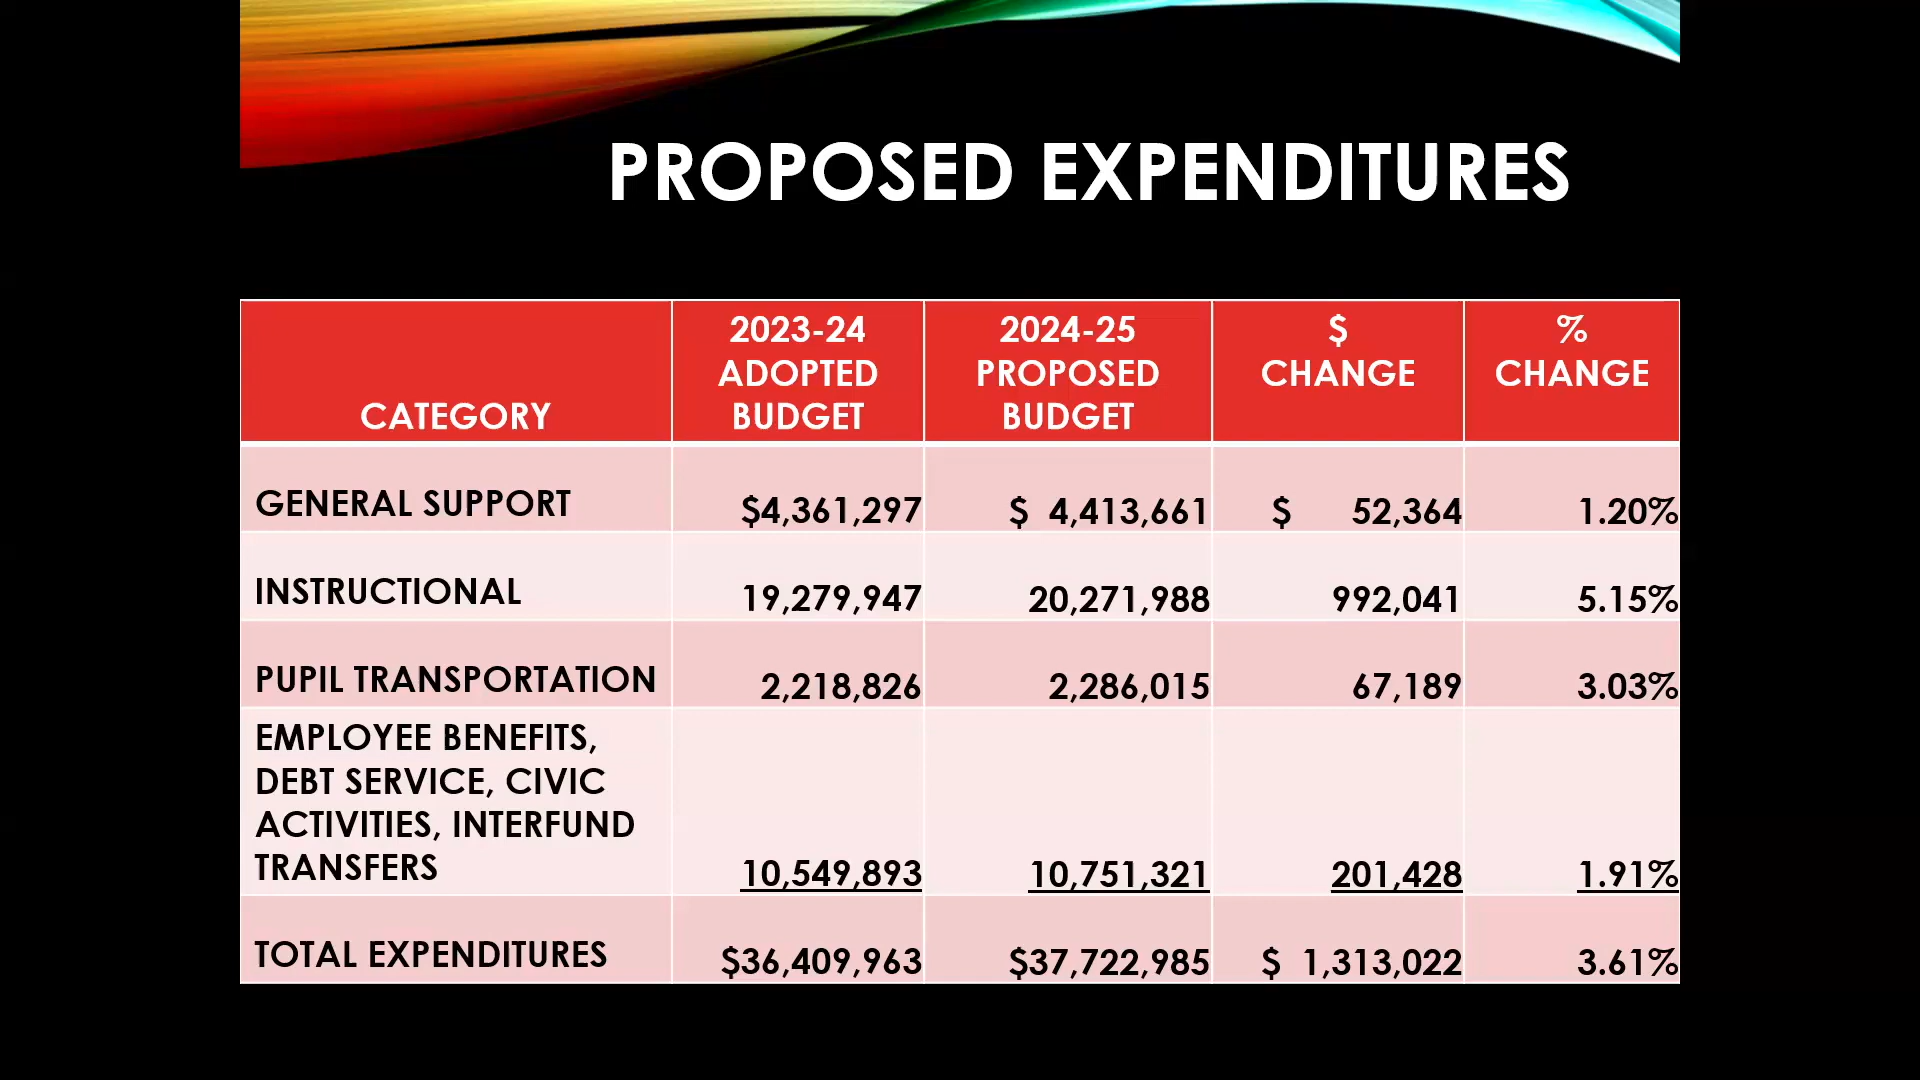 PROPOSED EXPENDITURES
CATEGORY
2023-24
ADOPTED
BUDGET
2024-25
PROPOSED
BUDGET
$
CHANGE
%
CHANGE
GENERAL SUPPORT $4,361,297 $ 4,413,661 $ 52,364 1.20%
INSTRUCTIONAL 19,279,947 20,271,988 992,041 5.15%
PUPIL TRANSPORTATION 2,218,826 2,286,015 67,189 3.03%
EMPLOYEE BENEFITS,
DEBT SERVICE, CIVIC
ACTIVITIES, INTERFUND
TRANSFERS 10,549,893 10,751,321 201,428 1.91%
TOTAL EXPENDITURES $36,409,963 $37,722,985 $ 1,313,022 3.61%